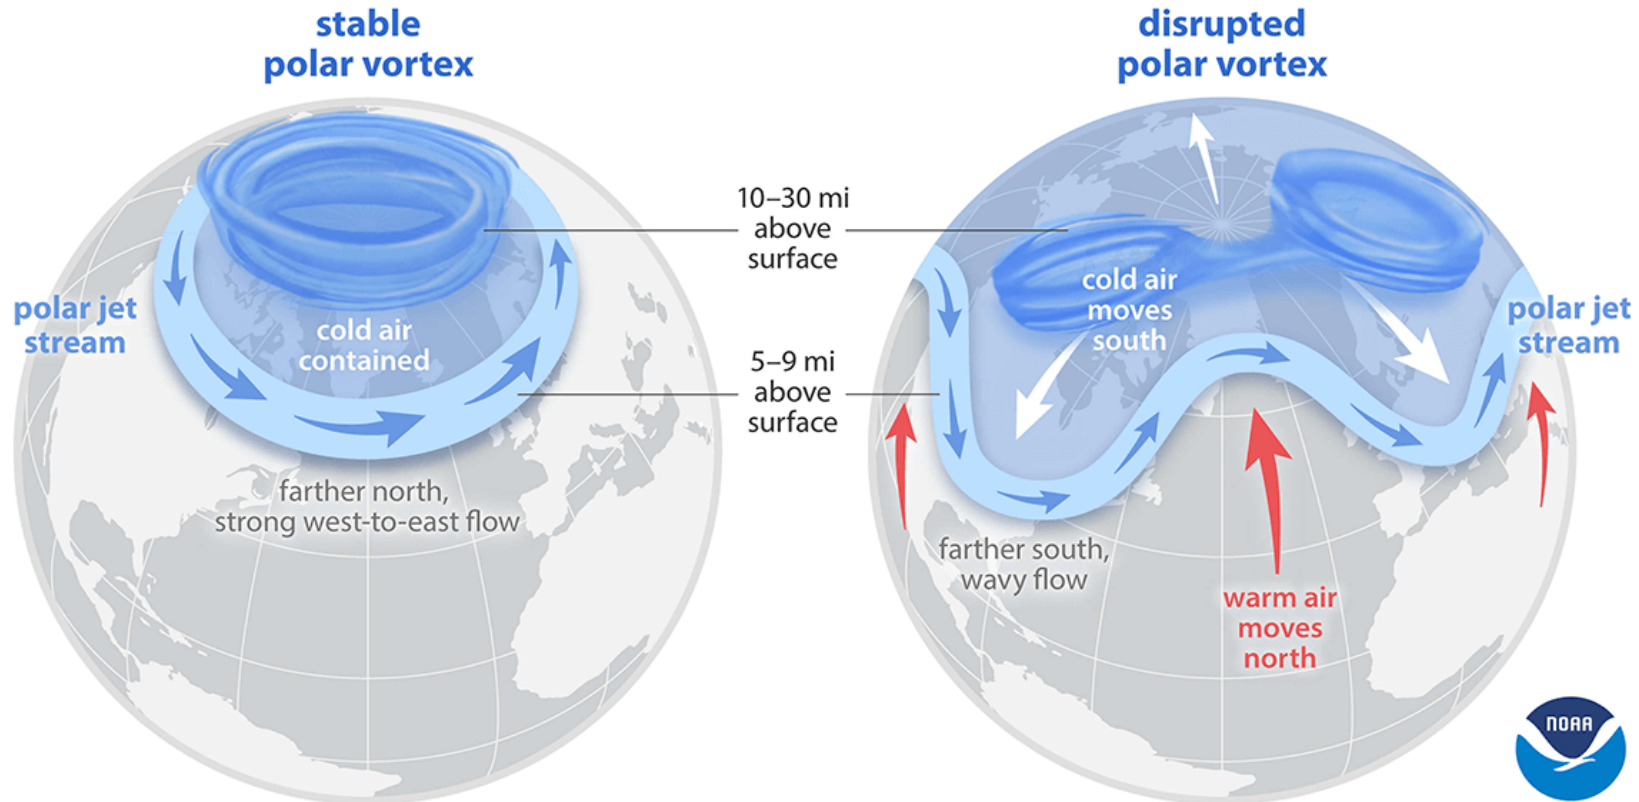 stable
polar vortex
disrupted
polar vortex
10–30 mi
above
surface
polar jet
stream
cold air
contained
5–9 mi
above
surface
farther north,
strong west-to-east flow
cold air
moves
south
polar jet
stream
farther south,
wavy flow
warm air
moves
north
NOAA